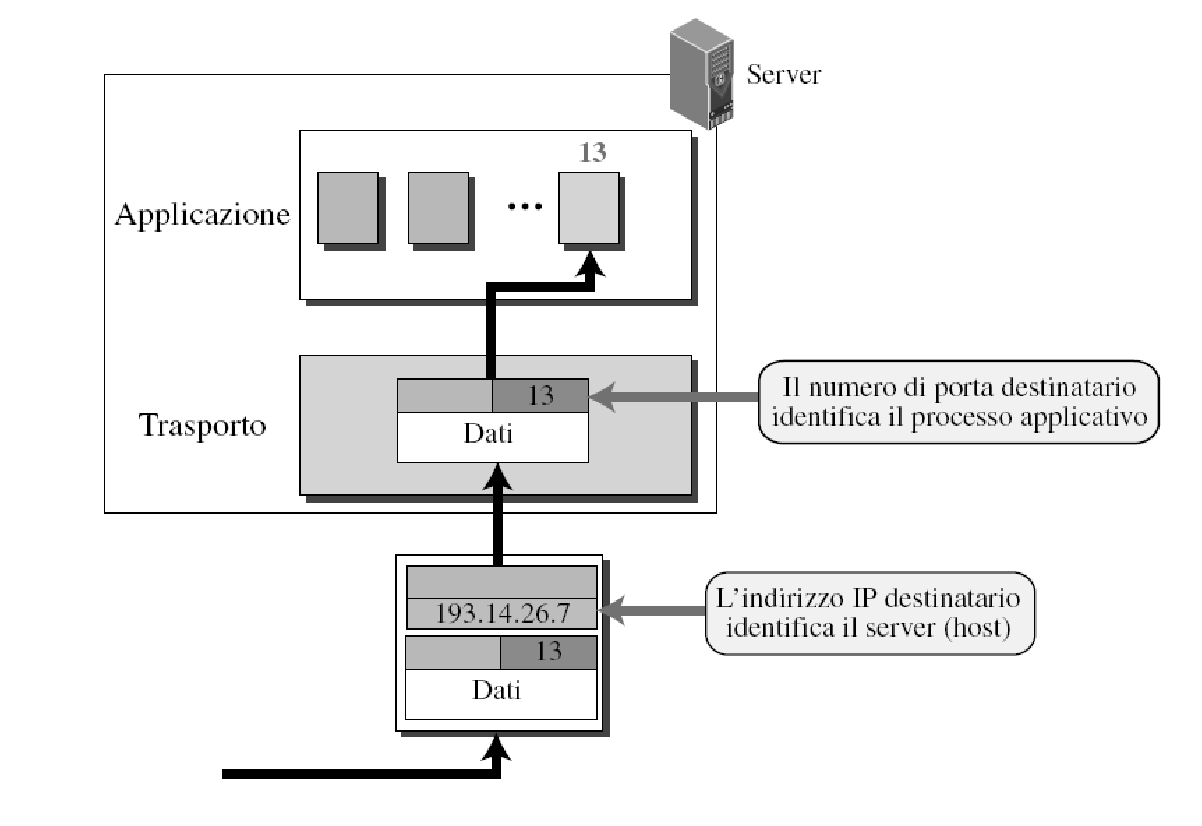 Server
13
Applicazione
Trasporto
13
Dati
Il numero di porta destinatario
identifica il processo applicativo
193.14.26.7
13
Dati
L'indirizzo IP destinatario
identifica il server (host)